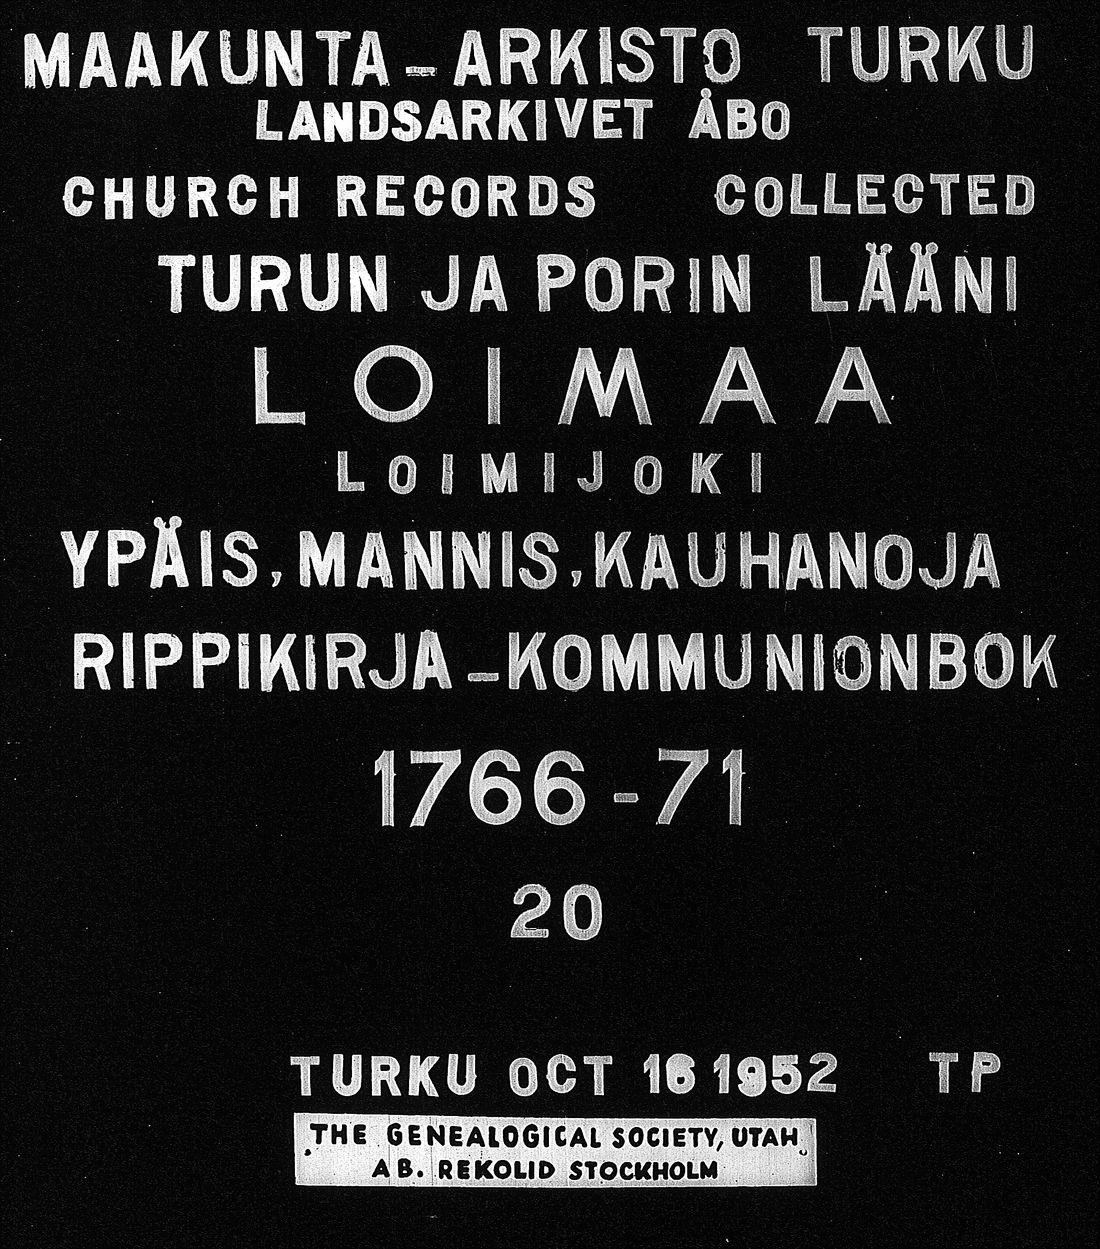 MAAKUNTA-ARKISTO TURKU
LANDSARKIVET ÅBO
CHURCH RECORDS COLLECTED
TURUN JA PORIN LÄÄNI
LOIMAA
LOIMIJOKI
YPÄIS, MANNIS, KAUHANOJA
RIPPIKIRJA-KOMMUNIONBOK
1766-71
20
TURKU OCT 16 1952 TP
THE GENEALOGICAL SOCIETY, UTAH
AB. REKOLID STOCKHOLM